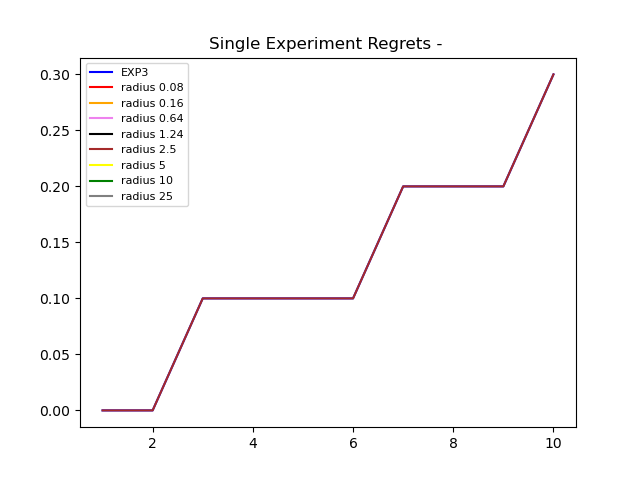 Single Experiment Regrets -
EXP3
radius 0.08
radius 0.16
radius 0.64
radius 1.24
radius 2.5
radius 5
radius 10
radius 25
0.30
0.25
0.20
0.15
0.10
0.05
0.00
2 4 6 8 10